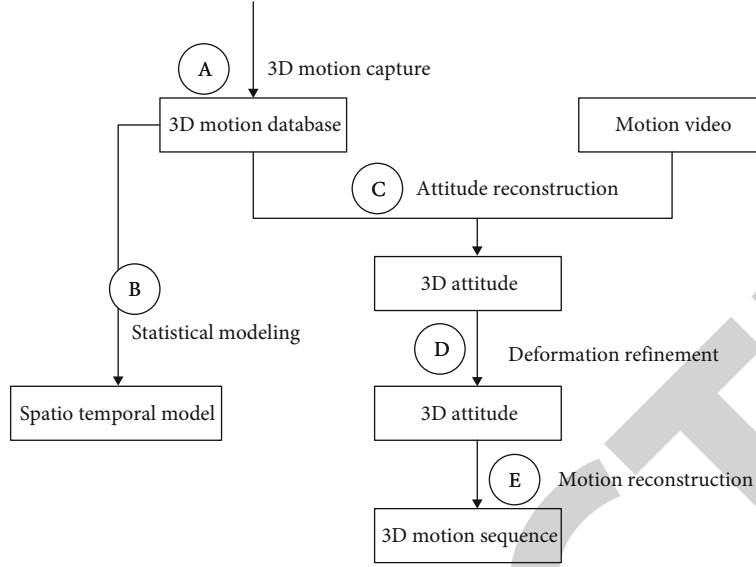 A
3D motion capture
3D motion database
Motion video
C
Attitude reconstruction
3D attitude
B
Statistical modeling
D
Deformation refinement
Spatio temporal model
3D attitude
E
Motion reconstruction
3D motion sequence